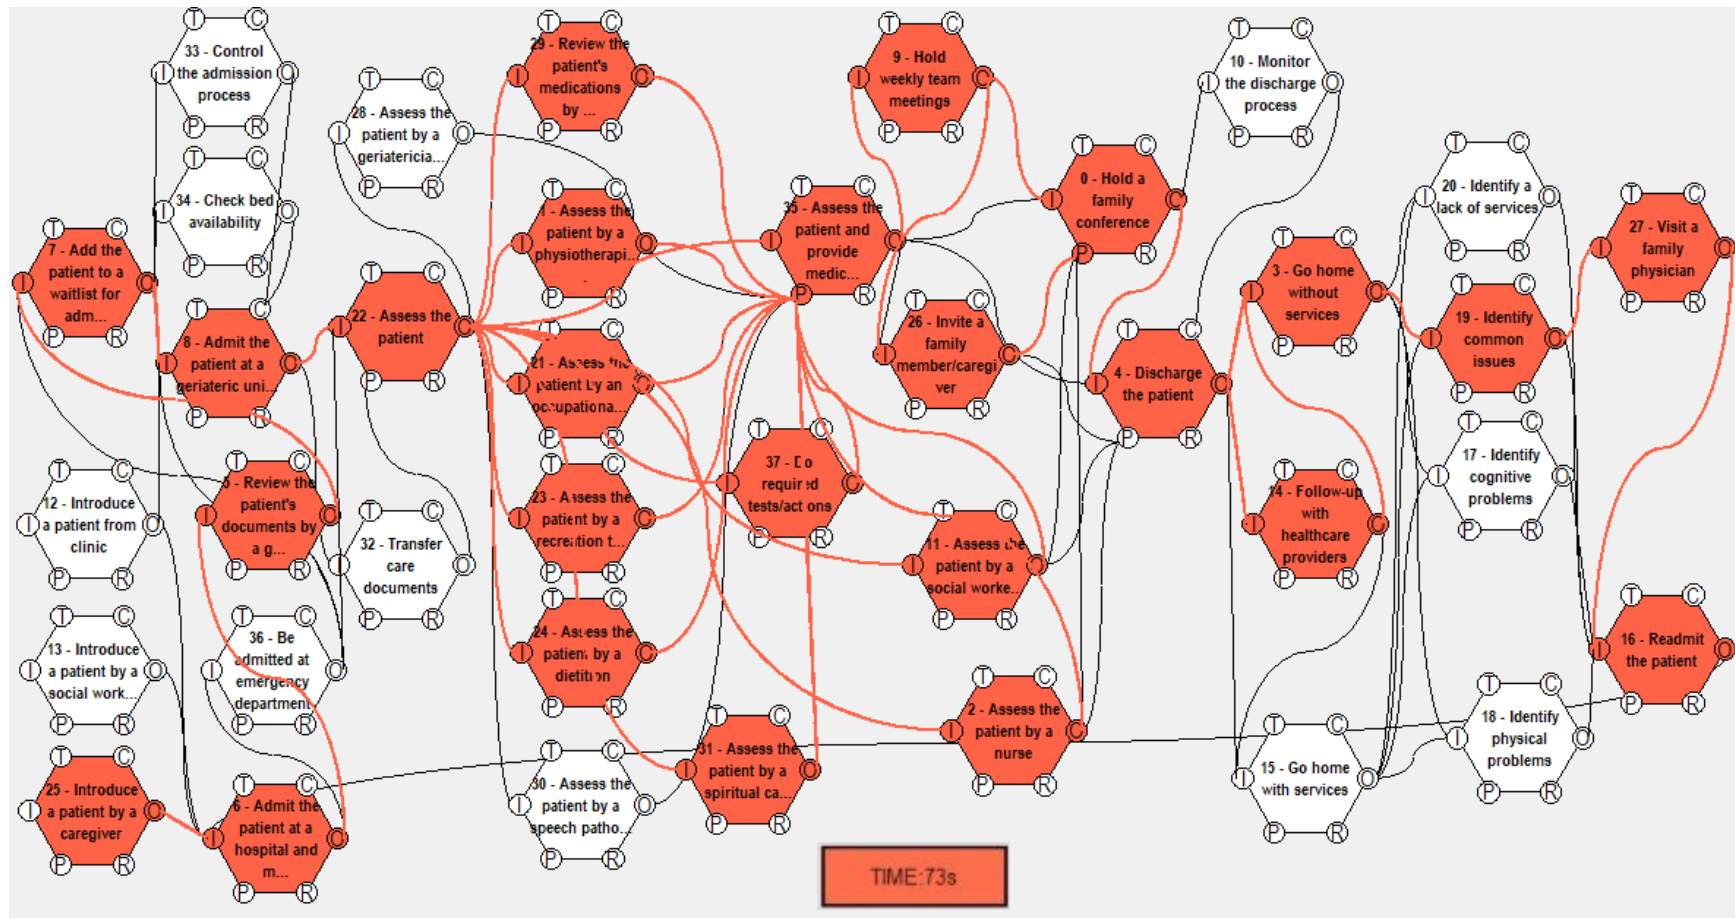 33 - Control
the admission
process
34 - Check bed
availability
7 - Add the
patient to a
waitlist for
adm...
8 - Admit the
patient at a
geriateric uni...
28 - Assess the
patient by a
geriatericia...
22 - Assess the
patient
12 - Introduce
a patient from
clinic
5 - Review the
patient's
documents by
a g...
32 - Transfer
care
documents
13 - Introduce
a patient by a
social work...
36 - Be
admitted at
emergency
department
25 - Introduce
a patient by a
caregiver
6 - Admit the
patient at a
hospital and
m...
29 - Review the
patient's
medications
by ...
1 - Assess the
patient by a
physiotherapi...
21 - Assess the
patient by an
occupationa...
23 - Assess the
patient by a
recreation t...
24 - Assess the
patient by a
dietition
30 - Assess the
patient by a
speech patho...
31 - Assess the
patient by a
spiritual ca...
35 - Assess the
patient and
provide
medic...
37 - Do
required
tests/actions
9 - Hold
weekly team
meetings
26 - Invite a
family
member/caregi
ver
11 - Assess the
patient by a
social worke...
2 - Assess the
patient by a
nurse
0 - Hold a
family
conference
4 - Discharge
the patient
10 - Monitor
the discharge
process
3 - Go home
without
services
14 - Follow-up
with
healthcare
providers
15 - Go home
with services
20 - Identify a
lack of services
19 - Identify
common
issues
17 - Identify
cognitive
problems
18 - Identify
physical
problems
27 - Visit a
family
physician
16 - Readmit
the patient
TIME:73s